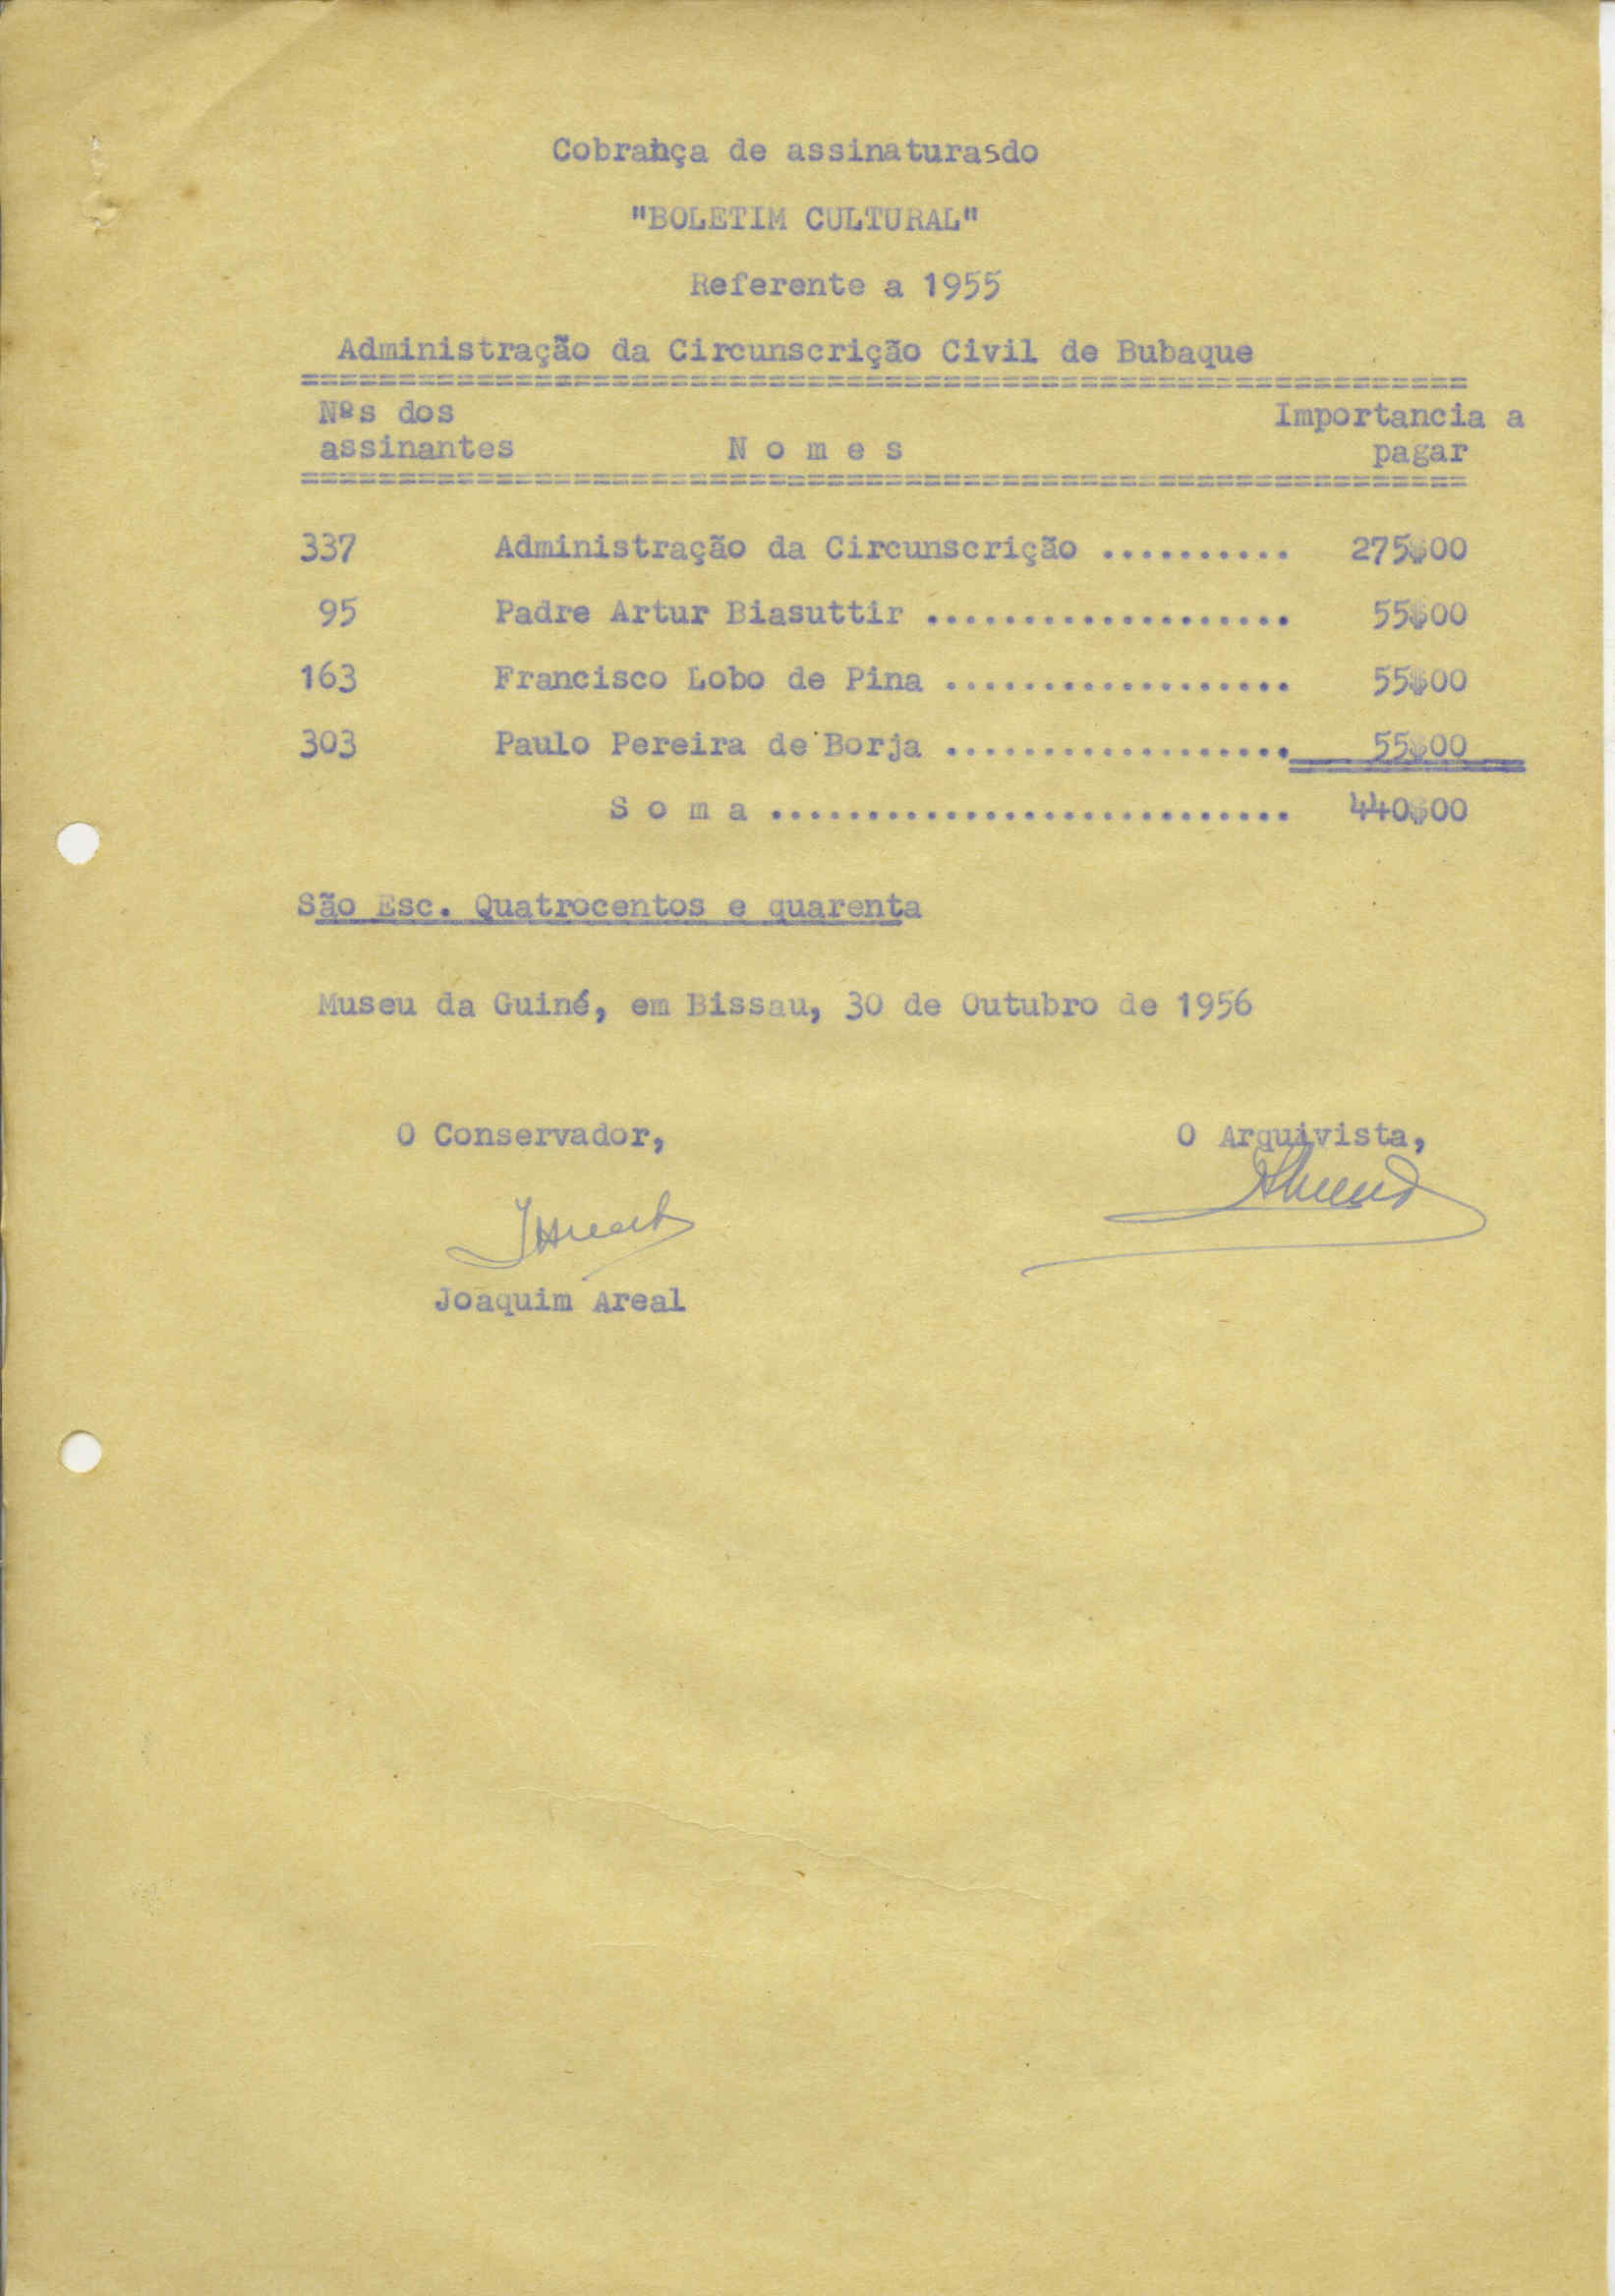 Cobrança de assinaturasdo
"BOLETIM CULTURAL"
Referente a 1955
Administração da Circunscrição Civil de Bubaque
============================================================
Nºs dos assinantes N o m e s Importancia a pagar
============================================================
337 Administração da Circunscrição .......... 275$00
95 Padre Artur Biasuttir ................... 55$00
163 Francisco Lobo de Pina .................. 55$00
303 Paulo Pereira de Borja .................. 55$00
S o m a ........................... 440$00
São Esc. Quatrocentos e quarenta
Museu da Guiné, em Bissau, 30 de Outubro de 1956
O Conservador, O Arquivista,
Joaquim Areal